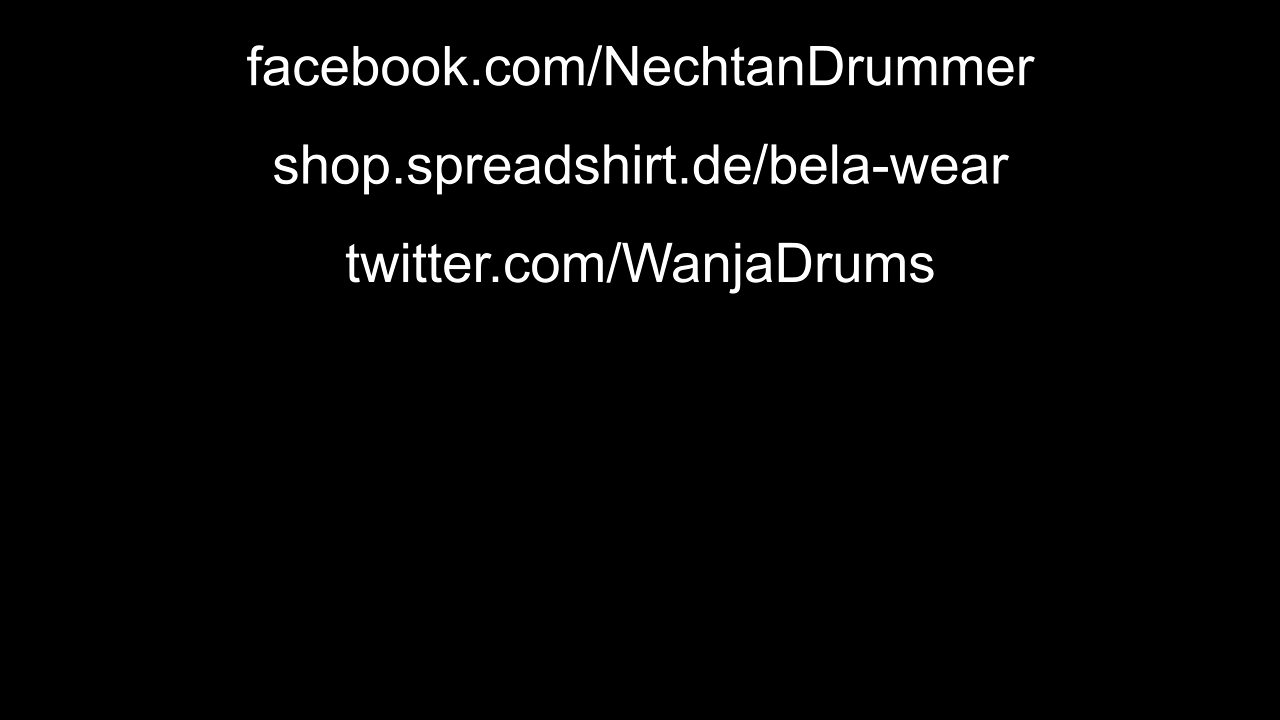 facebook.com/NechtanDrummer
shop.spreadshirt.de/bela-wear
twitter.com/WanjaDrums